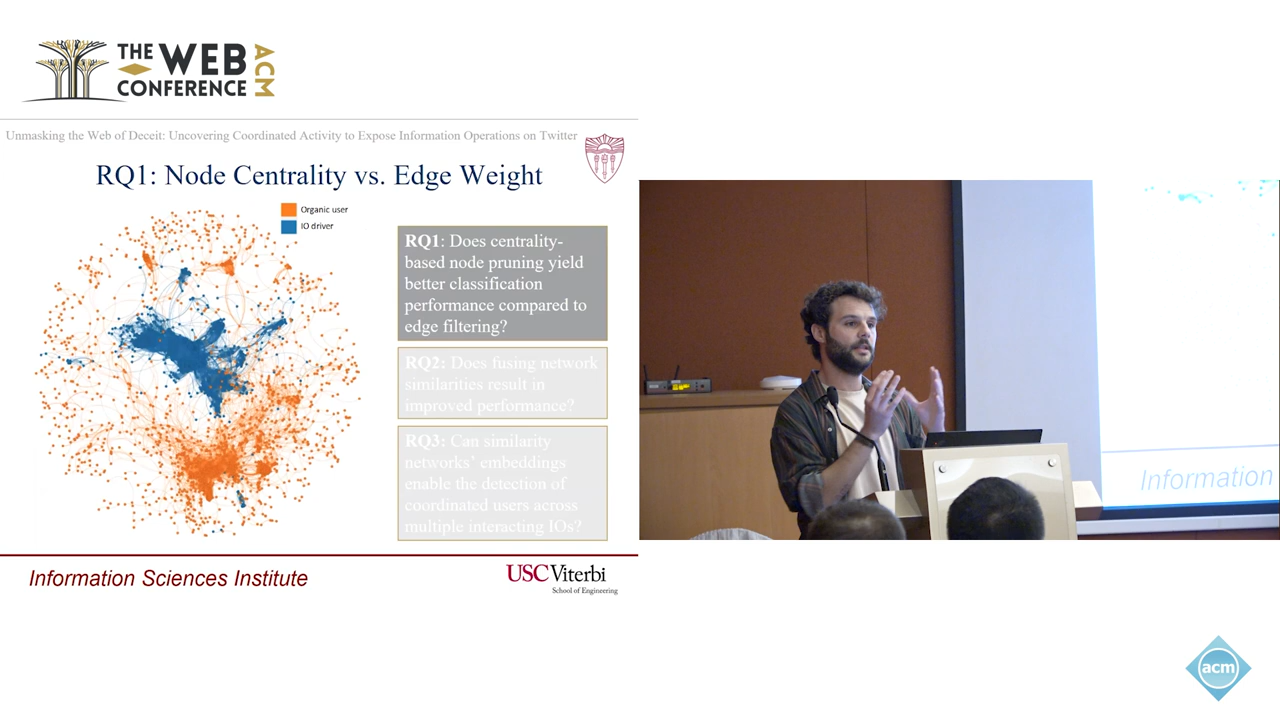 THE WEB
CONFERENCE
ACM
Unmasking the Web of Deceit: Uncovering Coordinated Activity to Expose Information Operations on Twitter
RQ1: Node Centrality vs. Edge Weight
Organic user
IO driver
RQ1: Does centrality-
based node pruning yield
better classification
performance compared to
edge filtering?
RQ2: Does fusing network
similarities result in
improved performance?
RQ3: Can similarity
networks' embeddings
enable the detection of
coordinated users across
multiple interacting IOs?
Information Sciences Institute
USC Viterbi
School of Engineering
Information
acm